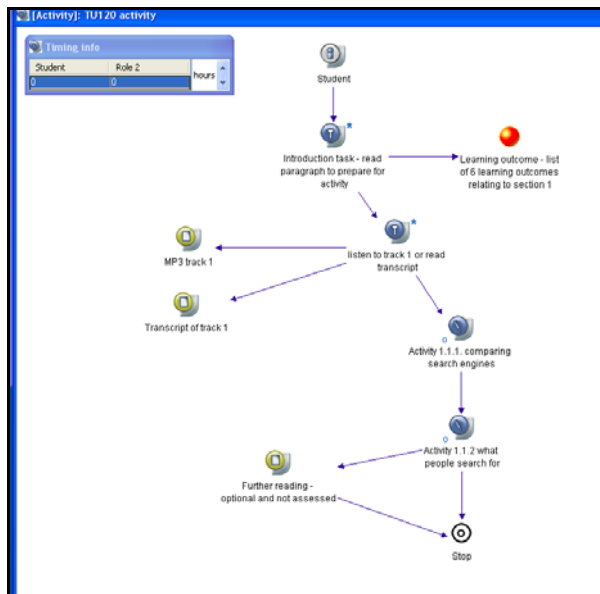 [Activity]: TU120 activity
Timing Info
Student Role 2
0 0 hours
Student
Introduction task - read
paragraph to prepare for
activity
Learning outcome - list
of 6 learning outcomes
relating to section 1
listen to track 1 or read
transcript
MP3 track 1
Transcript of track 1
Activity 1.1.1. comparing
search engines
Activity 1.1.2 what
people search for
Further reading -
optional and not assessed
Stop